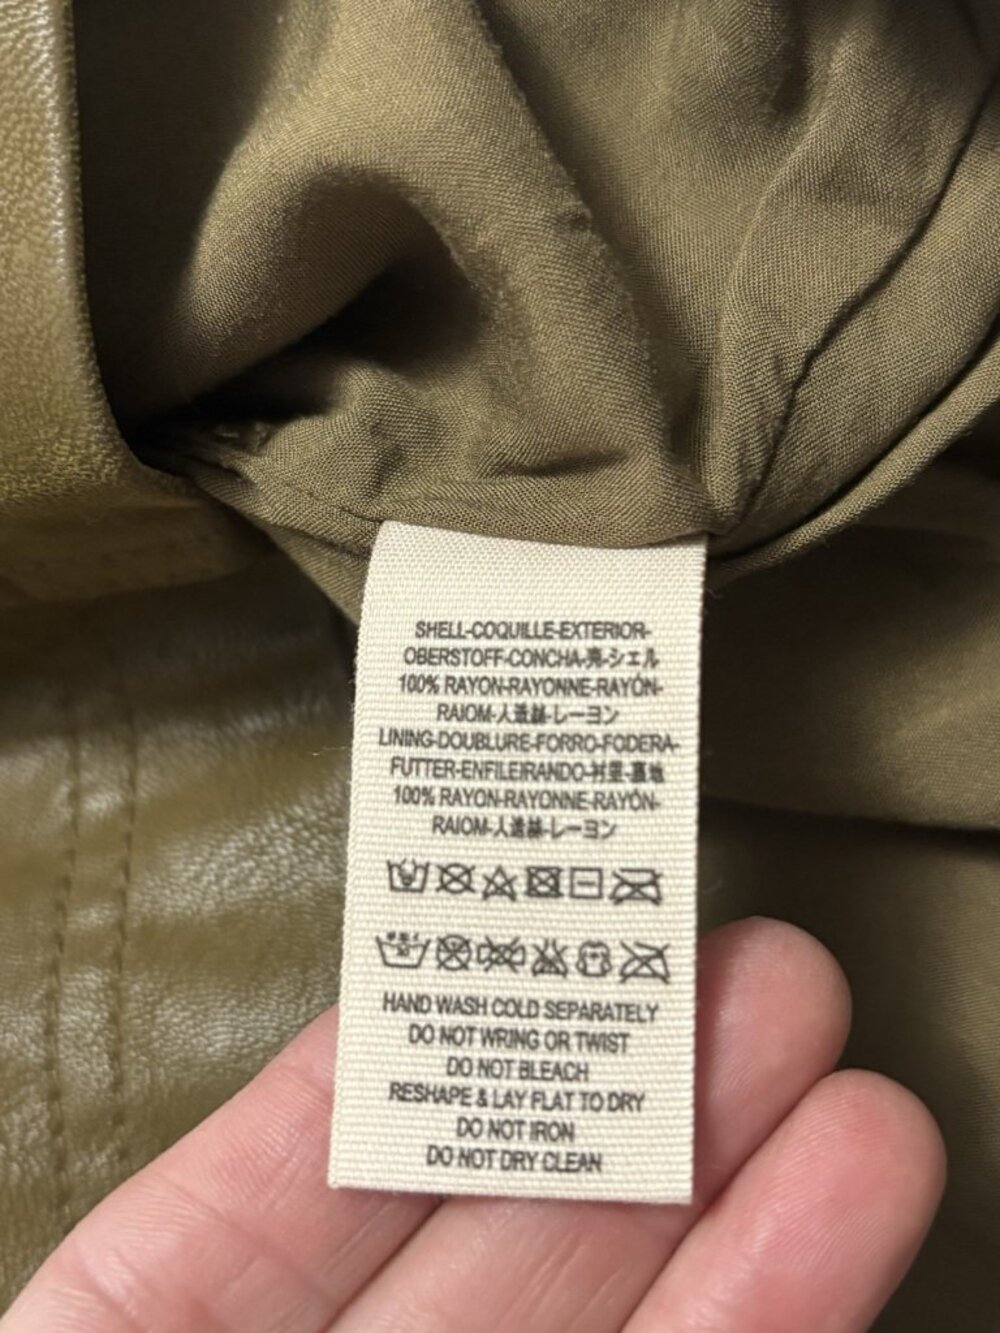 SHELL-COQUILLE-EXTERIOR-
OBERSTOFF-CONCHA-壳-シェル
100% RAYON-RAYONNE-RAYÓN-
RAIOM-人造絲-レーヨン
LINING-DOUBLURE-FORRO-FODERA-
FUTTER-ENFILEIRANDO-衬里-裏地
100% RAYON-RAYONNE-RAYÓN-
RAIOM-人造絲-レーヨン
HAND WASH COLD SEPARATELY
DO NOT WRING OR TWIST
DO NOT BLEACH
RESHAPE & LAY FLAT TO DRY
DO NOT IRON
DO NOT DRY CLEAN